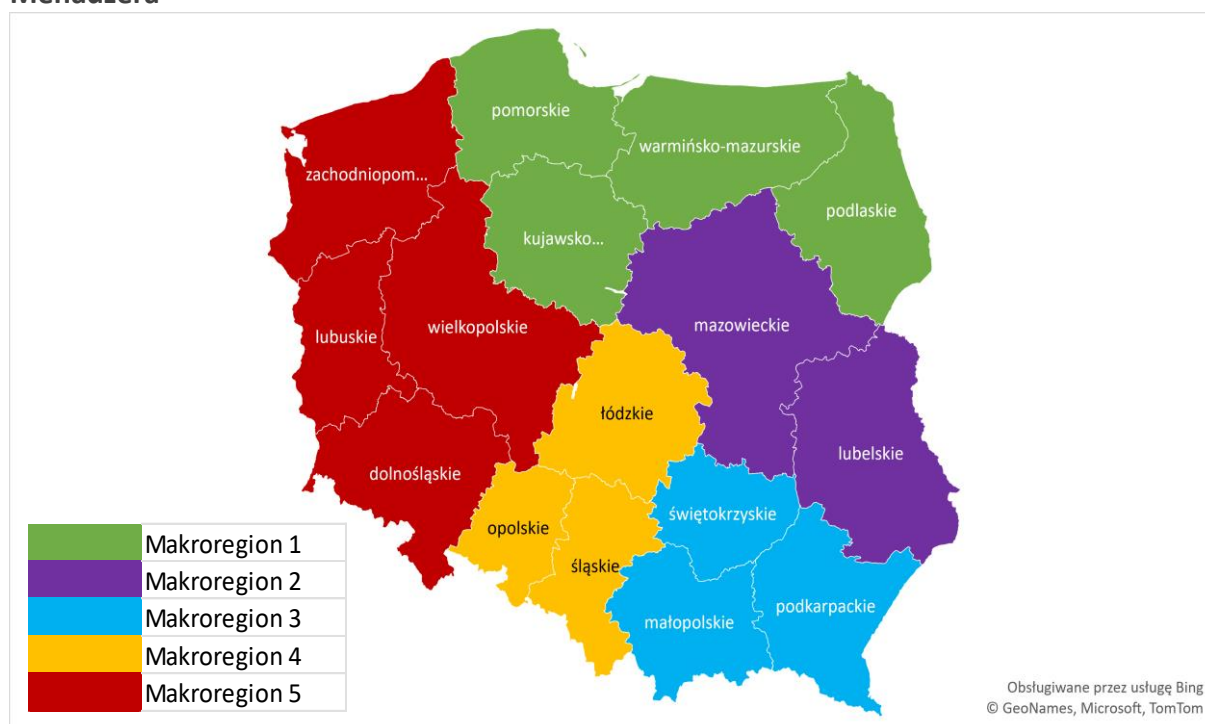 pomorskie
warmińsko-mazurskie
zachodniopom...
podlaskie
kujawsko...
mazowieckie
wielkopolskie
lubuskie
łódzkie
lubelskie
dolnośląskie
świętokrzyskie
opolskie
śląskie
podkarpackie
małopolskie
Makroregion 1
Makroregion 2
Makroregion 3
Makroregion 4
Makroregion 5
Obsługiwane przez usługę Bing
© GeoNames, Microsoft, TomTom